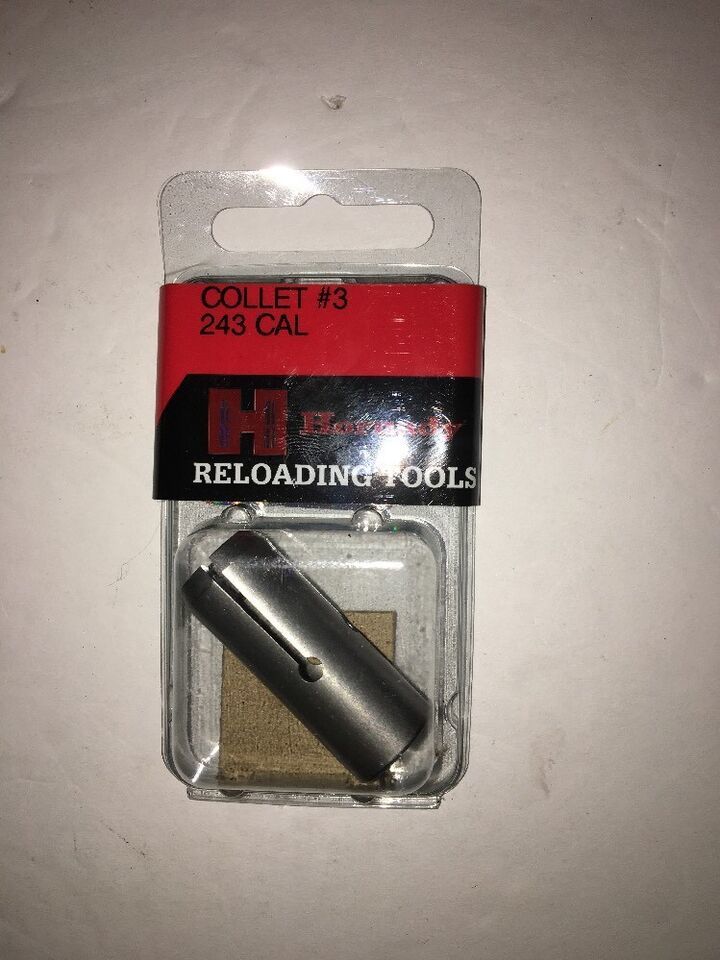 COLLET #3
243 CAL
H Hornady
RELOADING TOOLS